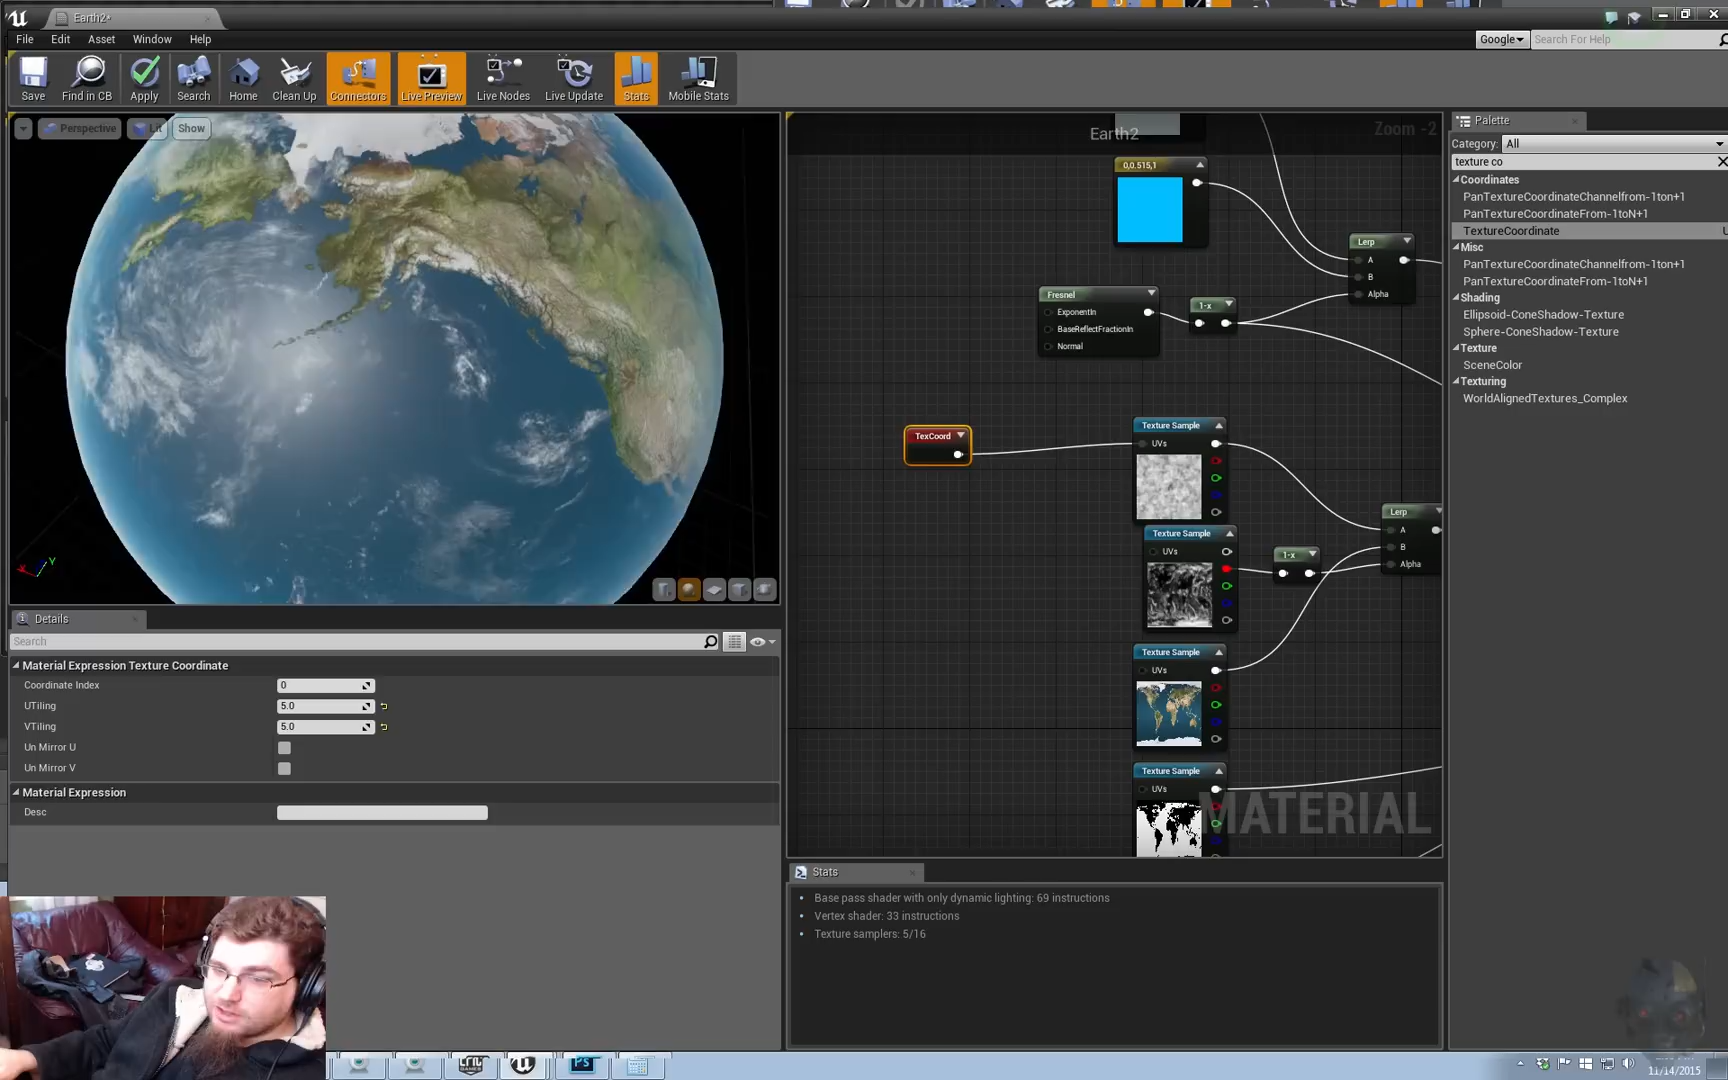 Earth2*
File Edit Asset Window Help
Google
Search For Help
Save Find in CB Apply Search Home Clean Up Connectors Live Preview Live Nodes Live Update Stats Mobile Stats
Perspective Lit Show
Earth2
Zoom -2
0,0.515,1
Lerp
A
B
Alpha
Fresnel
ExponentIn
BaseReflectFractionIn
Normal
1-x
TexCoord
Texture Sample
UVs
Texture Sample
UVs
1-x
Lerp
A
B
Alpha
Texture Sample
UVs
Texture Sample
UVs
MATERIAL
Palette
Category: All
texture co
Coordinates
PanTextureCoordinateChannelfrom-1ton+1
PanTextureCoordinateFrom-1toN+1
TextureCoordinate U
Misc
PanTextureCoordinateChannelfrom-1ton+1
PanTextureCoordinateFrom-1toN+1
Shading
Ellipsoid-ConeShadow-Texture
Sphere-ConeShadow-Texture
Texture
SceneColor
Texturing
WorldAlignedTextures_Complex
Details
Search
Material Expression Texture Coordinate
Coordinate Index 0
UTiling 5.0
VTiling 5.0
Un Mirror U
Un Mirror V
Material Expression
Desc
Stats
Base pass shader with only dynamic lighting: 69 instructions
Vertex shader: 33 instructions
Texture samplers: 5/16
Ps
11/14/2015